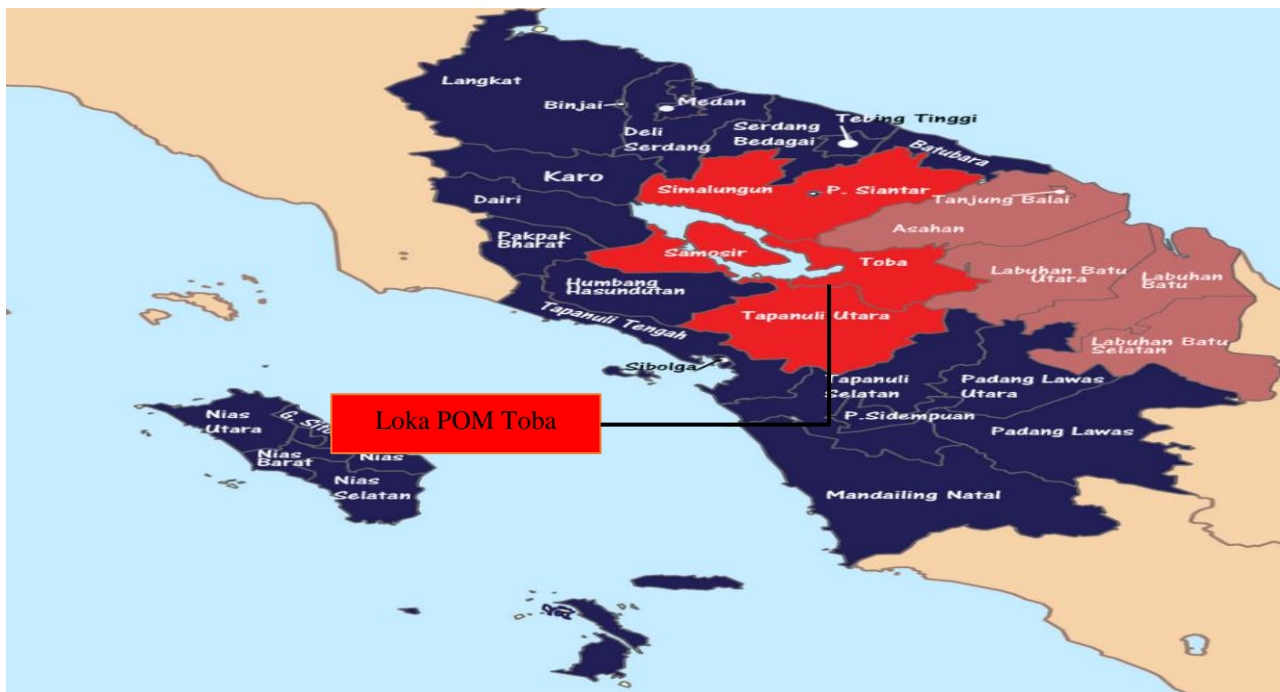 Langkat
Binjai
Medan
Deli
Serdang
Serdang
Bedagai
Tebing Tinggi
Batubara
Karo
Simalungun
P. Siantar
Tanjung Balai
Dairi
Asahan
Pakpak
Bharat
Samosir
Toba
Labuhan Batu
Utara
Labuhan
Batu
Humbang
Hasundutan
Tapanuli Tengah
Tapanuli Utara
Labuhan Batu
Selatan
Sibolga
Tapanuli
Selatan
Padang Lawas
Utara
P.Sidempuan
Padang Lawas
Nias
Utara
Loka POM Toba
Nias
Barat
Nias
Nias
Selatan
Mandailing Natal